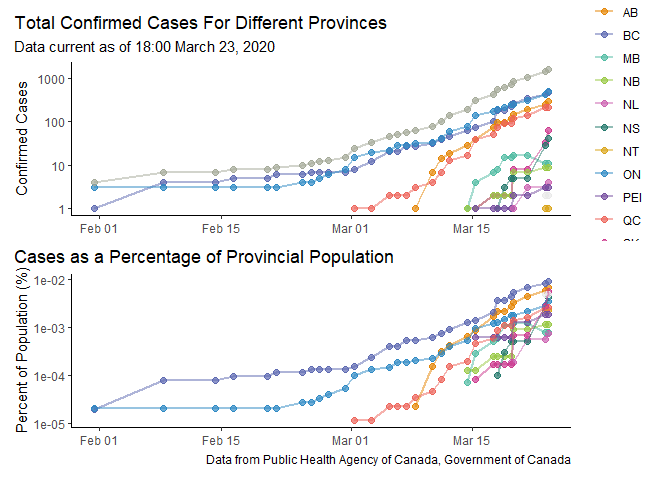 Total Confirmed Cases For Different Provinces
Data current as of 18:00 March 23, 2020
Confirmed Cases
1000
100
10
1
Feb 01
Feb 15
Mar 01
Mar 15
Cases as a Percentage of Provincial Population
Percent of Population (%)
1e-02
1e-03
1e-04
1e-05
Feb 01
Feb 15
Mar 01
Mar 15
Data from Public Health Agency of Canada, Government of Canada
AB
BC
MB
NB
NL
NS
NT
ON
PEI
QC